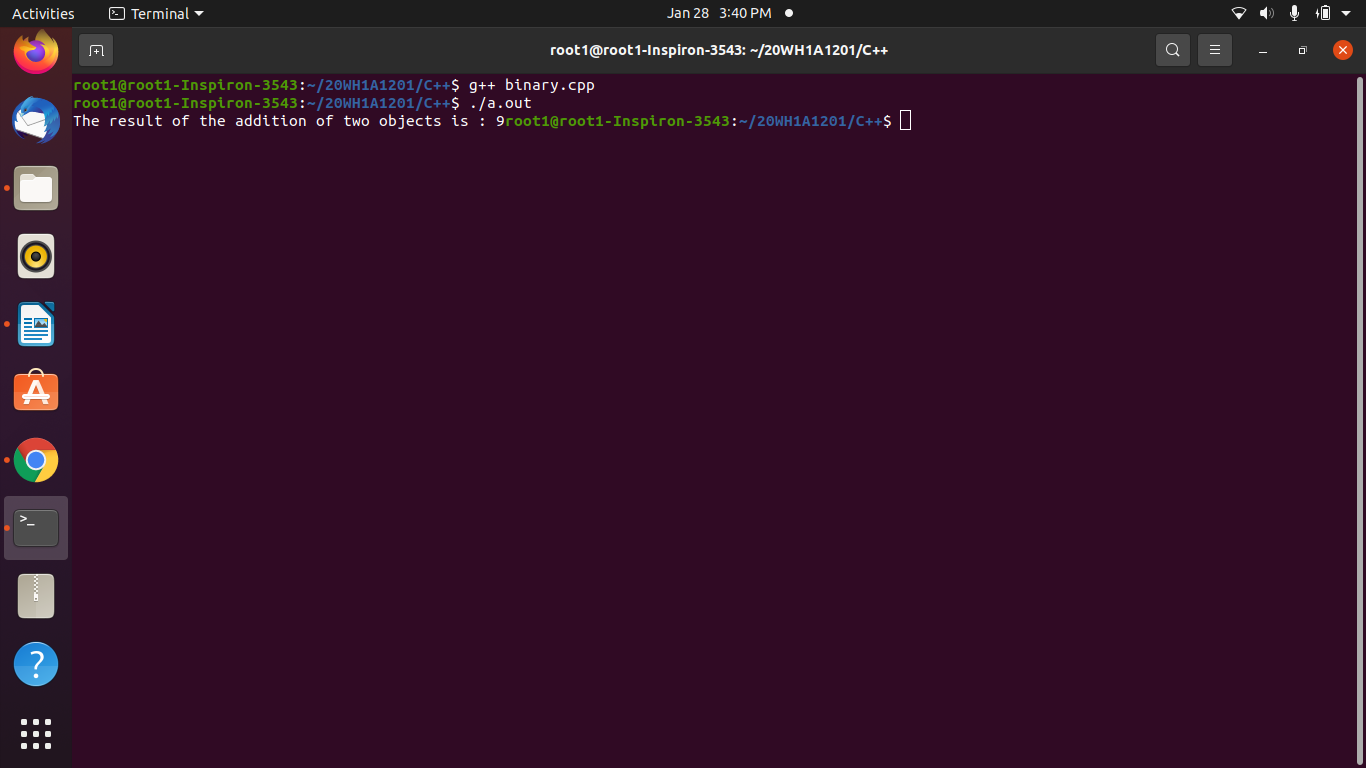 Activities
Terminal
Jan 28 3:40 PM
root1@root1-Inspiron-3543: ~/20WH1A1201/C++
root1@root1-Inspiron-3543:~/20WH1A1201/C++$ g++ binary.cpp
root1@root1-Inspiron-3543:~/20WH1A1201/C++$ ./a.out
The result of the addition of two objects is : 9root1@root1-Inspiron-3543:~/20WH1A1201/C++$